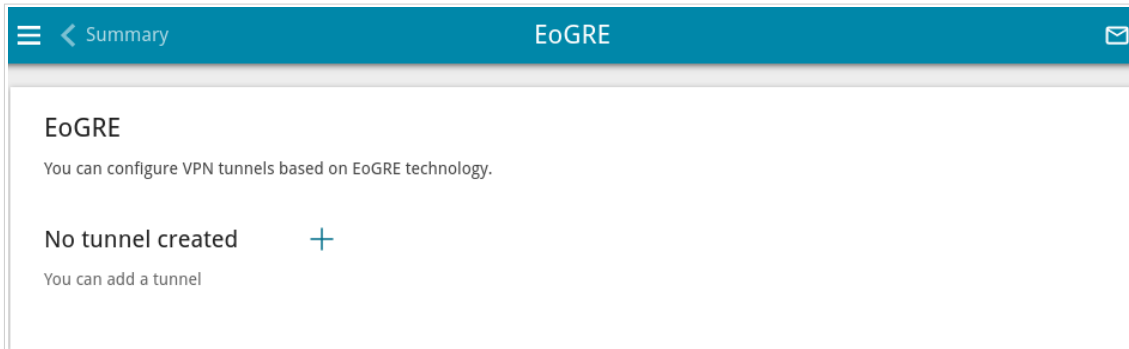 Summary
EoGRE
EoGRE
You can configure VPN tunnels based on EoGRE technology.
No tunnel created
You can add a tunnel